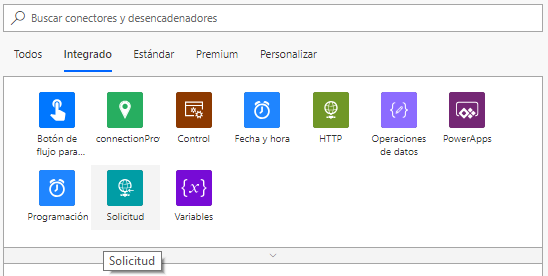 Buscar conectores y desencadenadores
Todos Integrado Estándar Premium Personalizar
Botón de flujo para...
connectionPro
Control
Fecha y hora
HTTP
Operaciones de datos
PowerApps
Programación
Solicitud
Variables
Solicitud